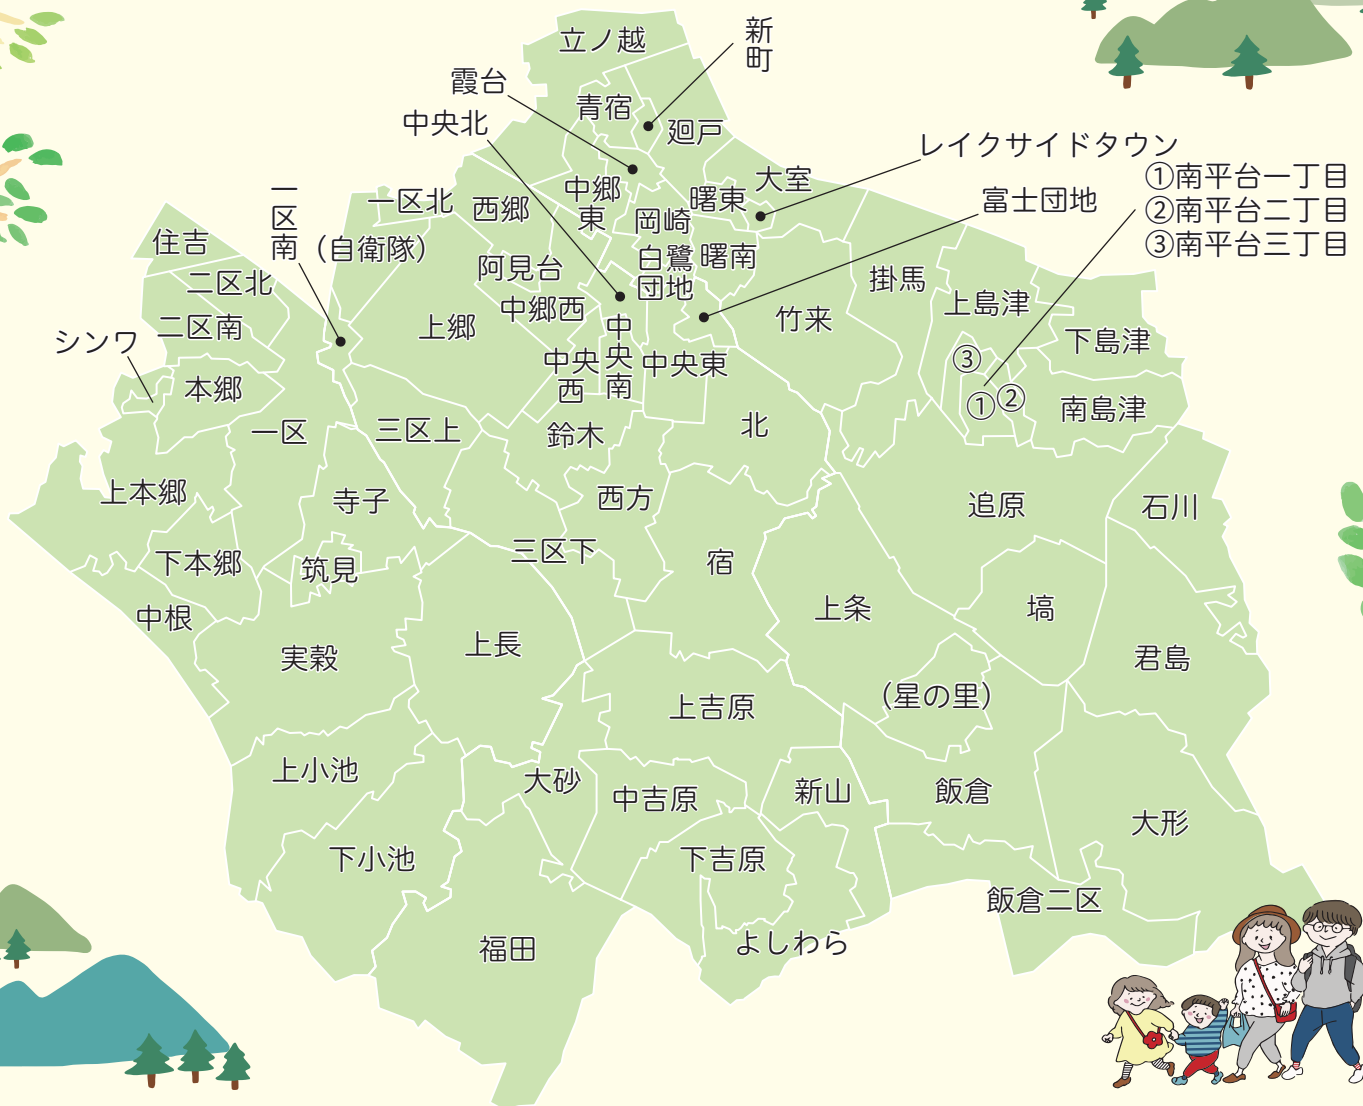 立ノ越
新町
霞台
青宿
中央北
廻戸
レイクサイドタウン
大室
①南平台一丁目
②南平台二丁目
③南平台三丁目
一区南
一区北
西郷
中郷東
曙東
富士団地
岡崎
住吉
（自衛隊）
阿見台
白鷺団地
曙南
掛馬
二区北
中郷西
上島津
二区南
上郷
竹来
シンワ
中央西
中央南
中央東
下島津
③
①
②
本郷
南島津
一区
三区上
鈴木
北
上本郷
寺子
西方
追原
石川
下本郷
筑見
三区下
宿
中根
上条
塙
実穀
上長
君島
上吉原
（星の里）
上小池
大砂
中吉原
新山
飯倉
大形
下小池
下吉原
飯倉二区
福田
よしわら